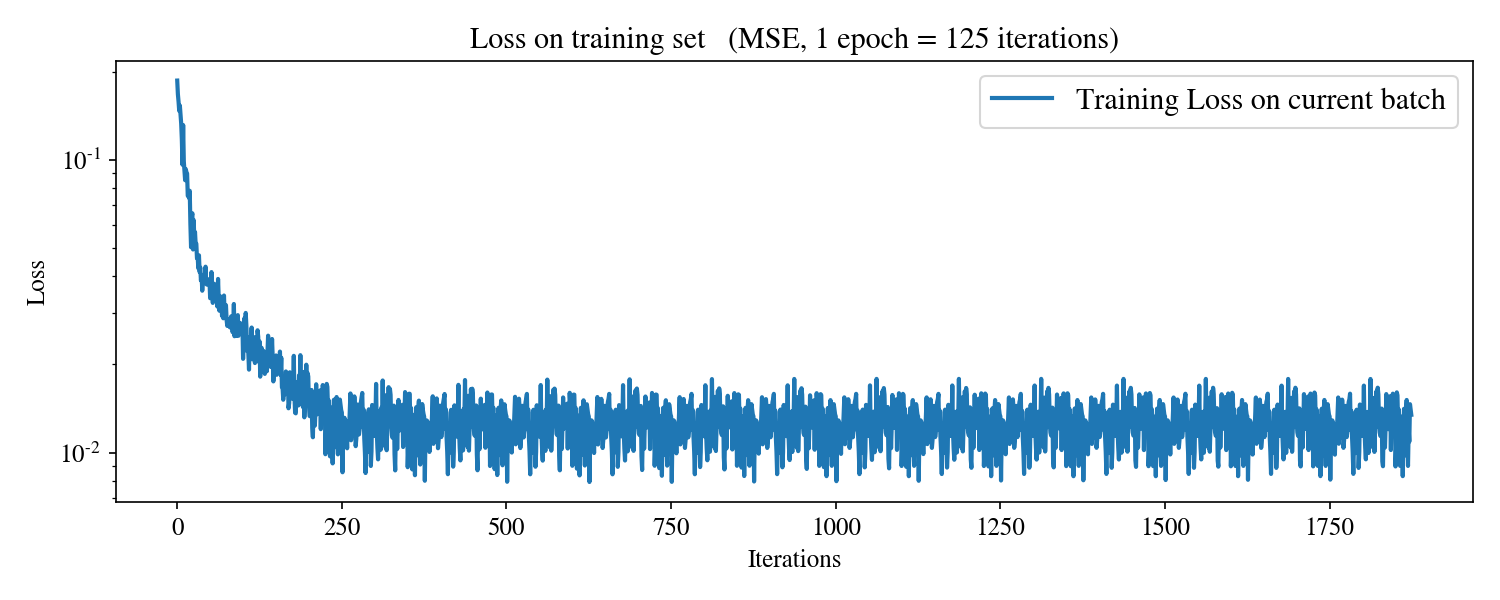 Loss on training set (MSE, 1 epoch = 125 iterations)
Training Loss on current batch
Loss
10⁻¹
10⁻²
0 250 500 750 1000 1250 1500 1750
Iterations